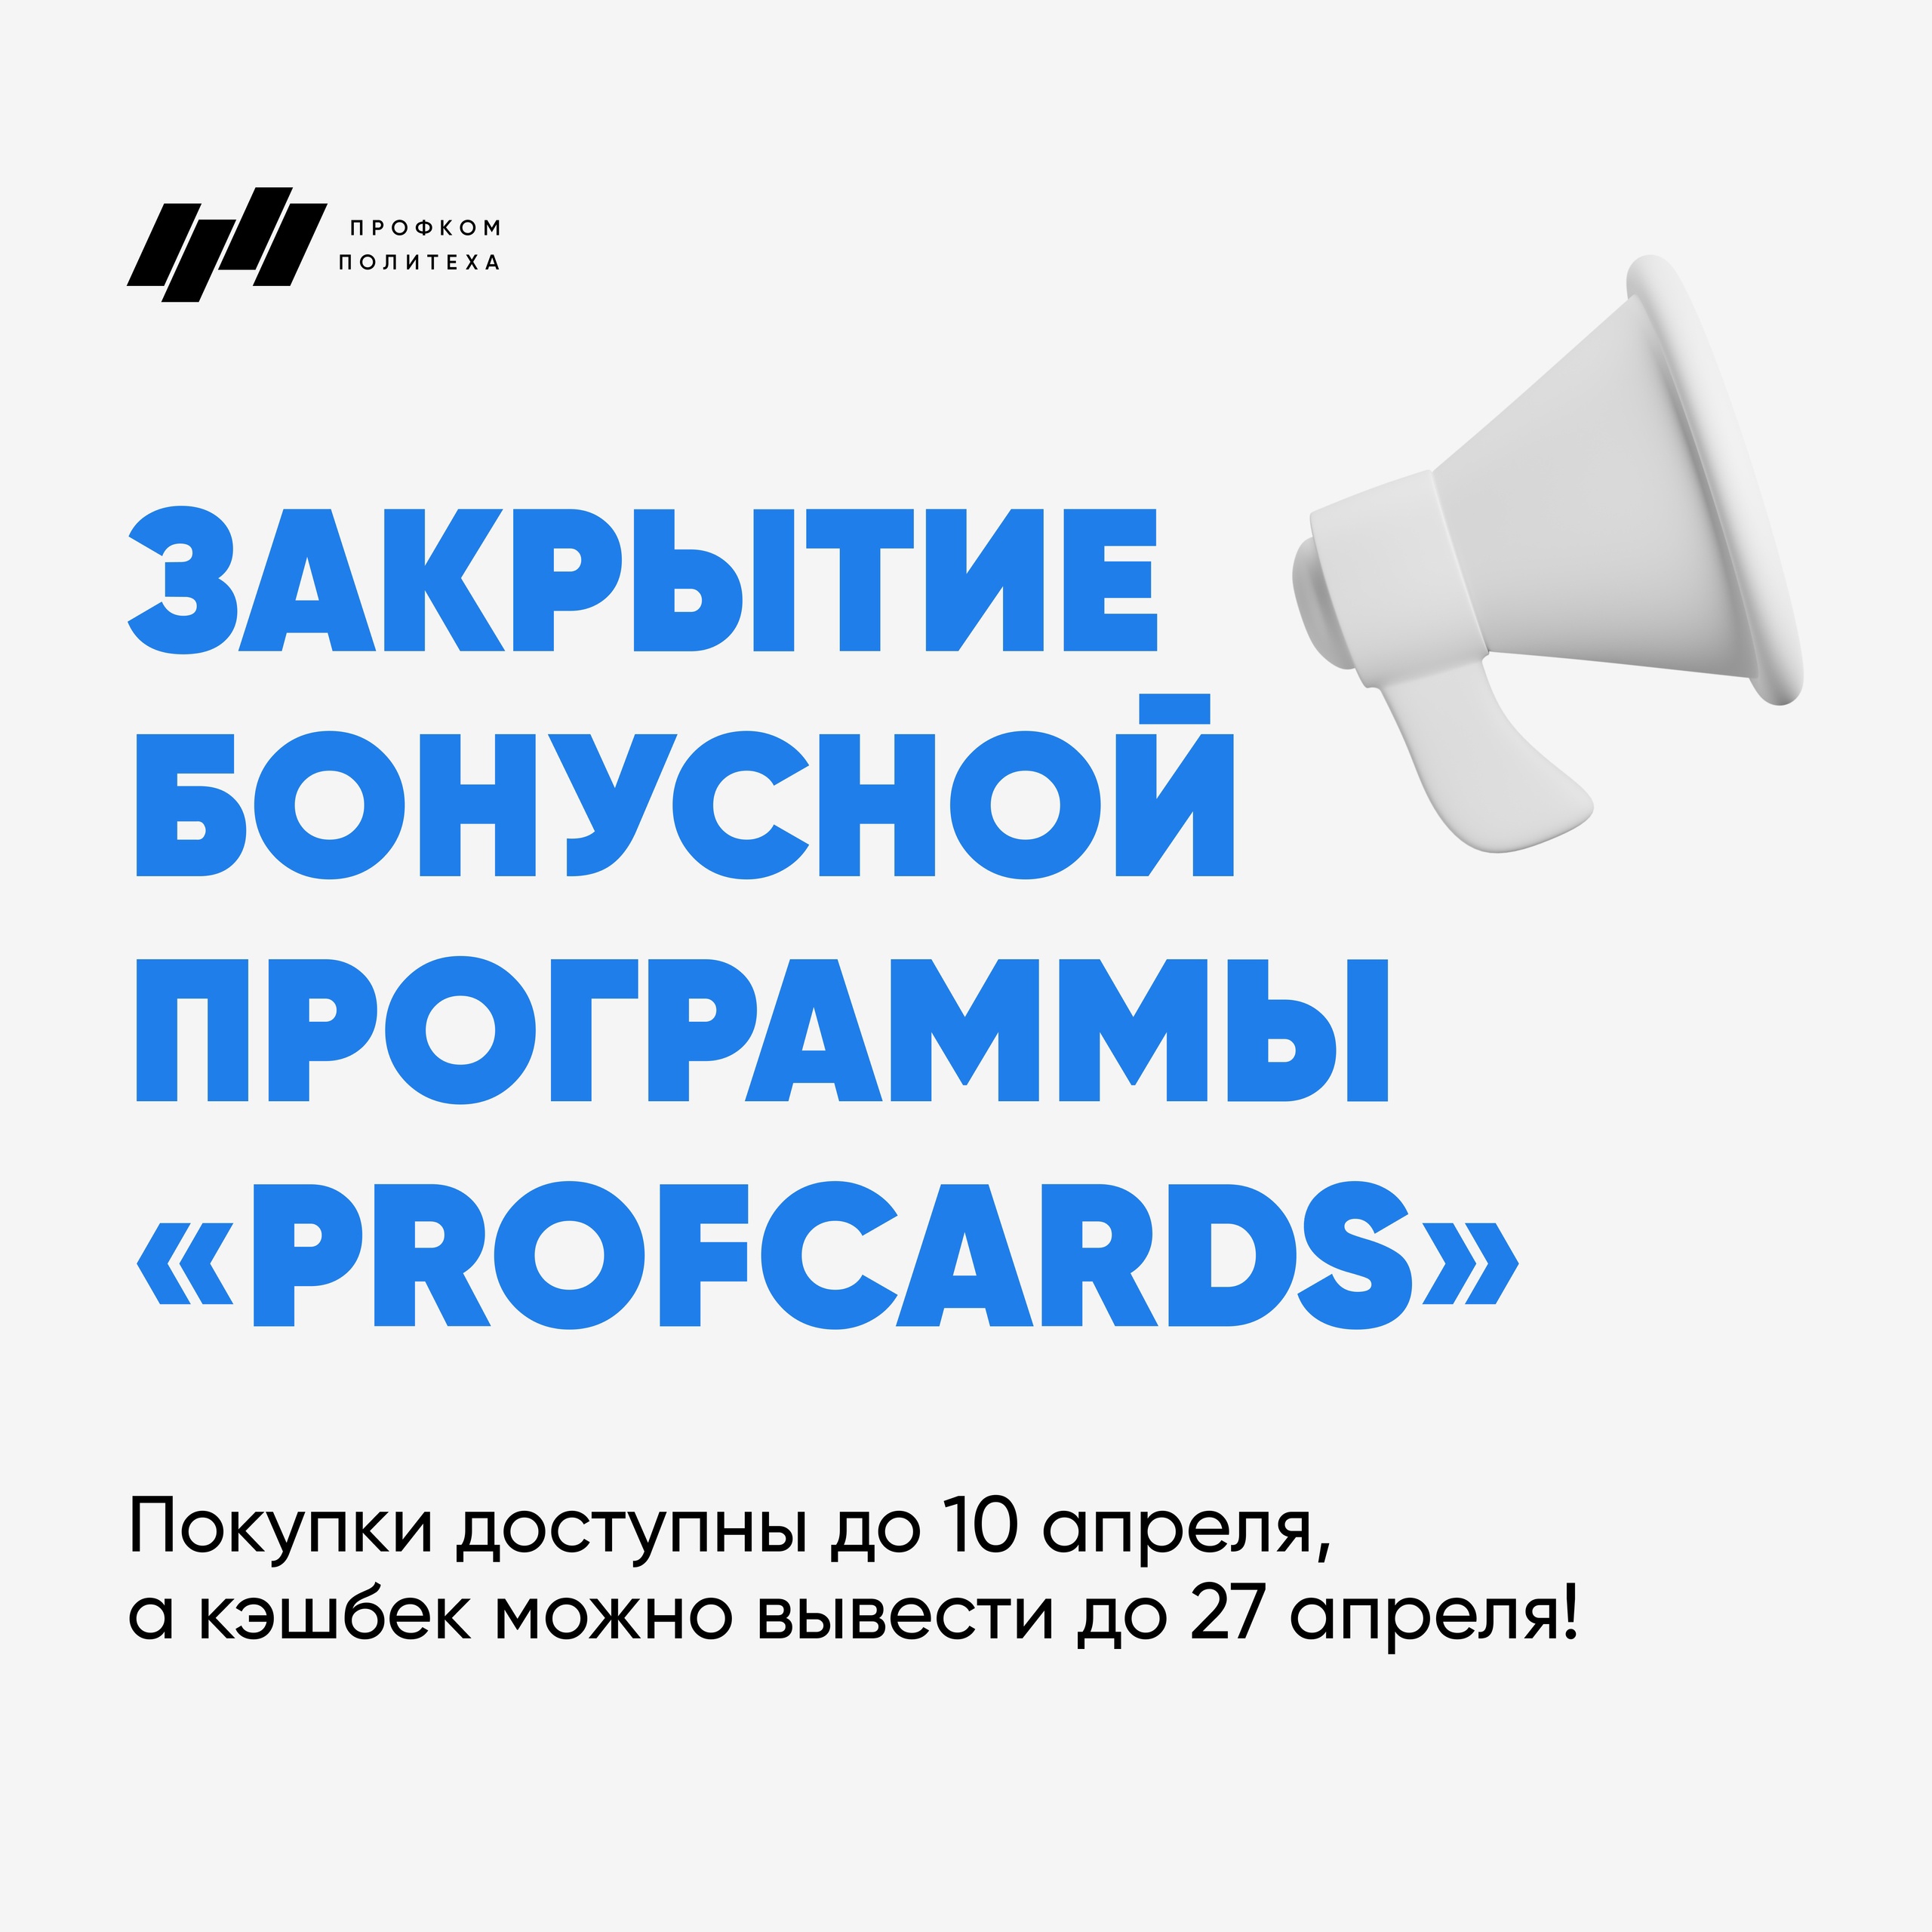 ПРОФКОМ
ПОЛИТЕХА
ЗАКРЫТИЕ
БОНУСНОЙ
ПРОГРАММЫ
«PROFCARDS»
Покупки доступны до 10 апреля,
а кэшбек можно вывести до 27 апреля!